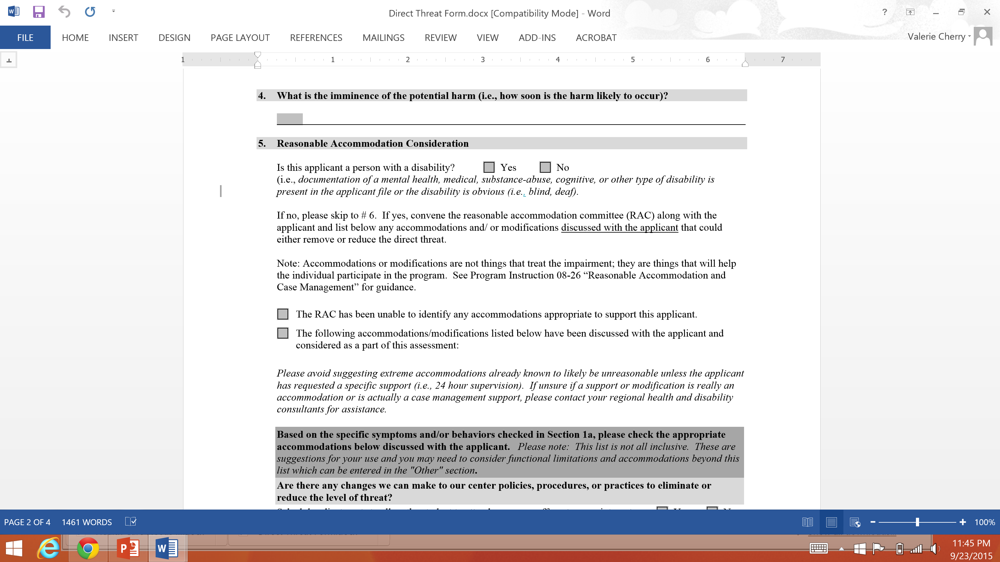 Direct Threat Form.docx [Compatibility Mode] - Word
?
FILE HOME INSERT DESIGN PAGE LAYOUT REFERENCES MAILINGS REVIEW VIEW ADD-INS ACROBAT
Valerie Cherry
1 1 2 3 4 5 6 7
4. What is the imminence of the potential harm (i.e., how soon is the harm likely to occur)?
5. Reasonable Accommodation Consideration
Is this applicant a person with a disability? Yes No
(i.e., documentation of a mental health, medical, substance-abuse, cognitive, or other type of disability is
present in the applicant file or the disability is obvious (i.e., blind, deaf).
If no, please skip to # 6. If yes, convene the reasonable accommodation committee (RAC) along with the
applicant and list below any accommodations and/ or modifications discussed with the applicant that could
either remove or reduce the direct threat.
Note: Accommodations or modifications are not things that treat the impairment; they are things that will help
the individual participate in the program. See Program Instruction 08-26 “Reasonable Accommodation and
Case Management” for guidance.
The RAC has been unable to identify any accommodations appropriate to support this applicant.
The following accommodations/modifications listed below have been discussed with the applicant and
considered as a part of this assessment:
Please avoid suggesting extreme accommodations already known to likely be unreasonable unless the applicant
has requested a specific support (i.e., 24 hour supervision). If unsure if a support or modification is really an
accommodation or is actually a case management support, please contact your regional health and disability
consultants for assistance.
Based on the specific symptoms and/or behaviors checked in Section 1a, please check the appropriate
accommodations below discussed with the applicant. Please note: This list is not all inclusive. These are
suggestions for your use and you may need to consider functional limitations and accommodations beyond this
list which can be entered in the "Other" section.
Are there any changes we can make to our center policies, procedures, or practices to eliminate or
reduce the level of threat?
PAGE 2 OF 4 1461 WORDS 100%
11:45 PM
9/23/2015